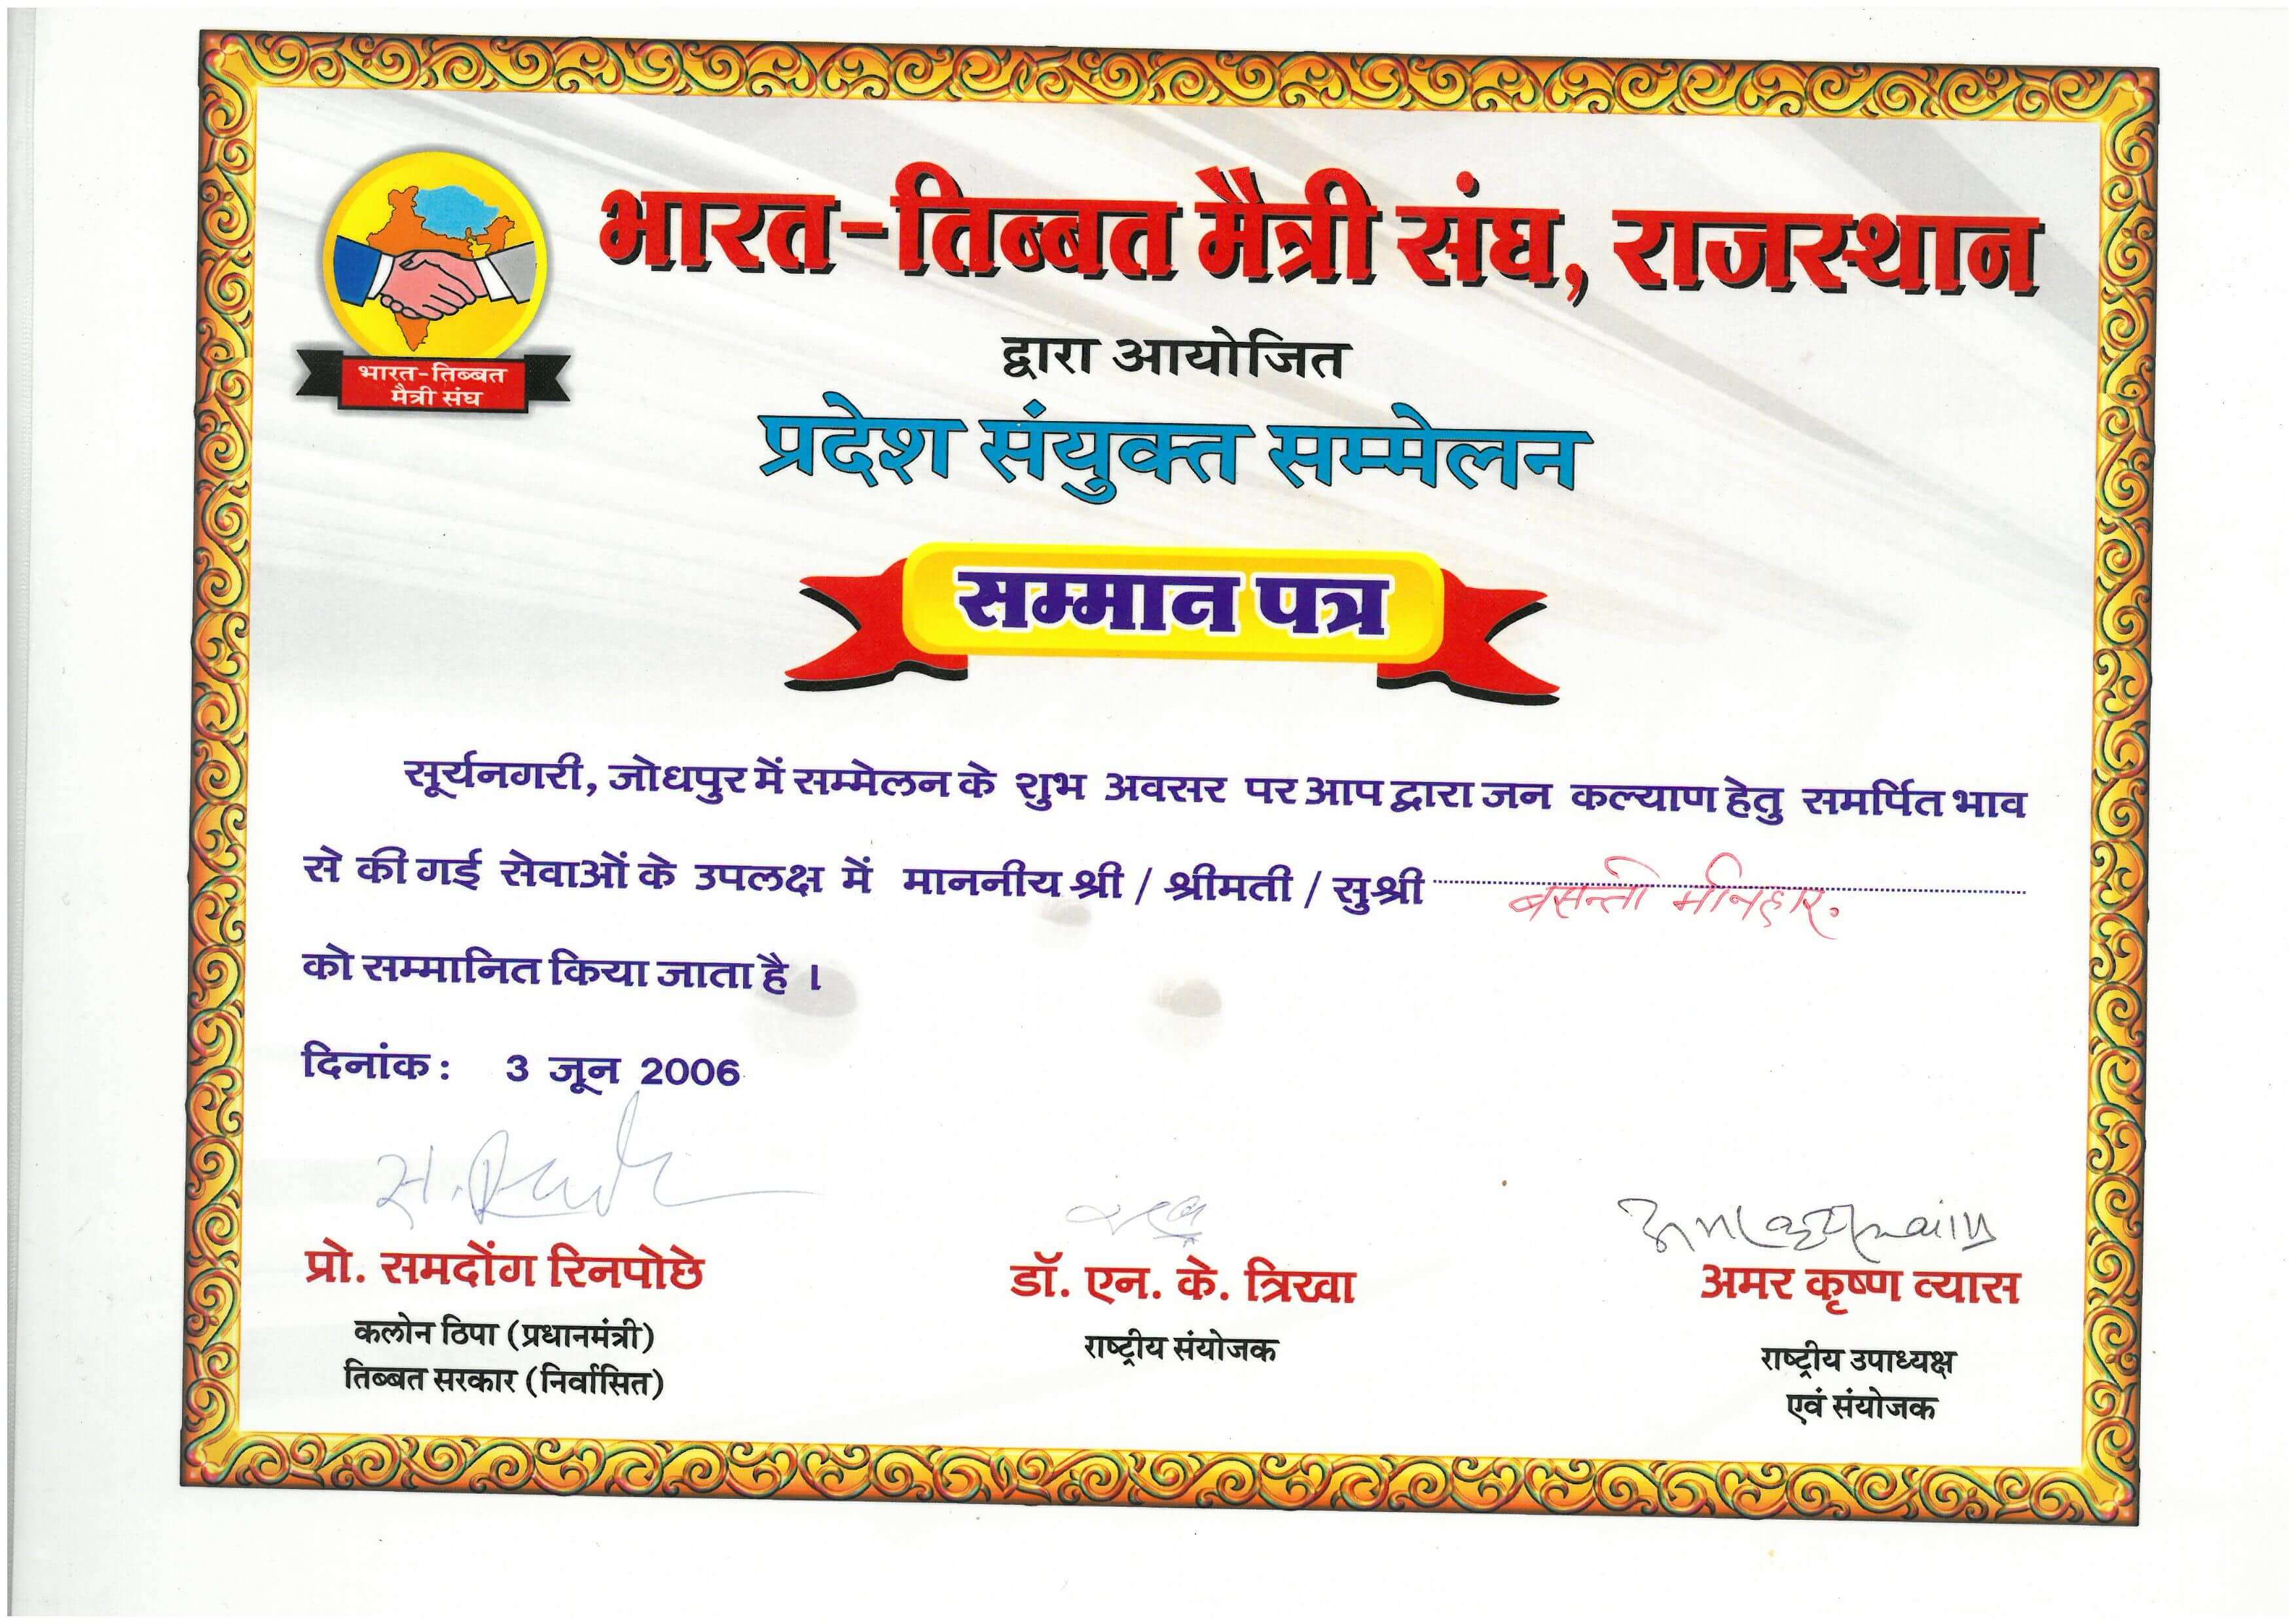 भारत-तिब्बत मैत्री संघ, राजस्थान
भारत-तिब्बत
मैत्री संघ
द्वारा आयोजित
प्रदेश संयुक्त सम्मेलन
सम्मान पत्र
सूर्यनगरी, जोधपुर में सम्मेलन के शुभ अवसर पर आप द्वारा जन कल्याण हेतु समर्पित भाव
से की गई सेवाओं के उपलक्ष में माननीय श्री / श्रीमती / सुश्री
को सम्मानित किया जाता है ।
दिनांक : 3 जून 2006
प्रो. समदोंग रिनपोछे
कलोन ठिपा (प्रधानमंत्री)
तिब्बत सरकार (निर्वासित)
डॉ. एन. के. त्रिखा
राष्ट्रीय संयोजक
अमर कृष्ण व्यास
राष्ट्रीय उपाध्यक्ष
एवं संयोजक